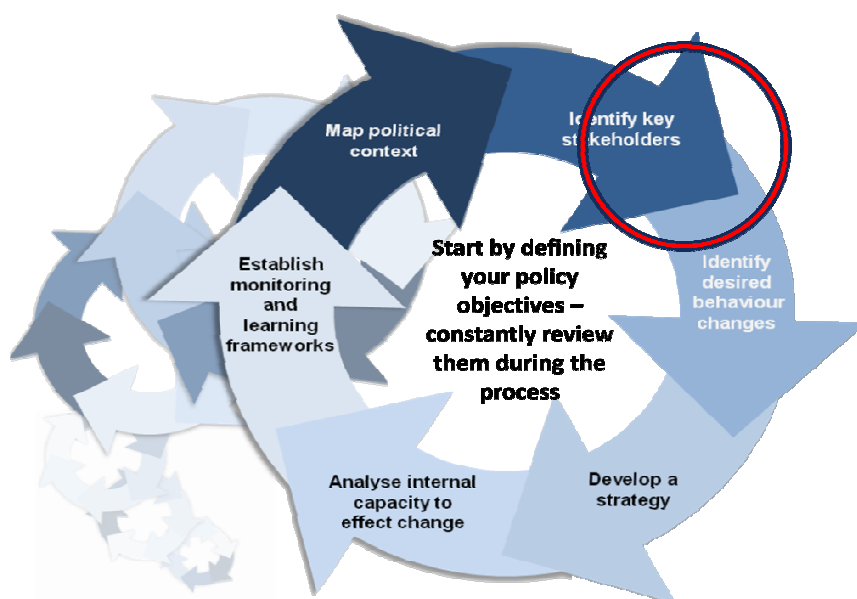 Map political
context
Identify key
stakeholders
Identify
desired
behaviour
changes
Develop a
strategy
Analyse internal
capacity to
effect change
Establish
monitoring
and
learning
frameworks
Start by defining
your policy
objectives –
constantly review
them during the
process